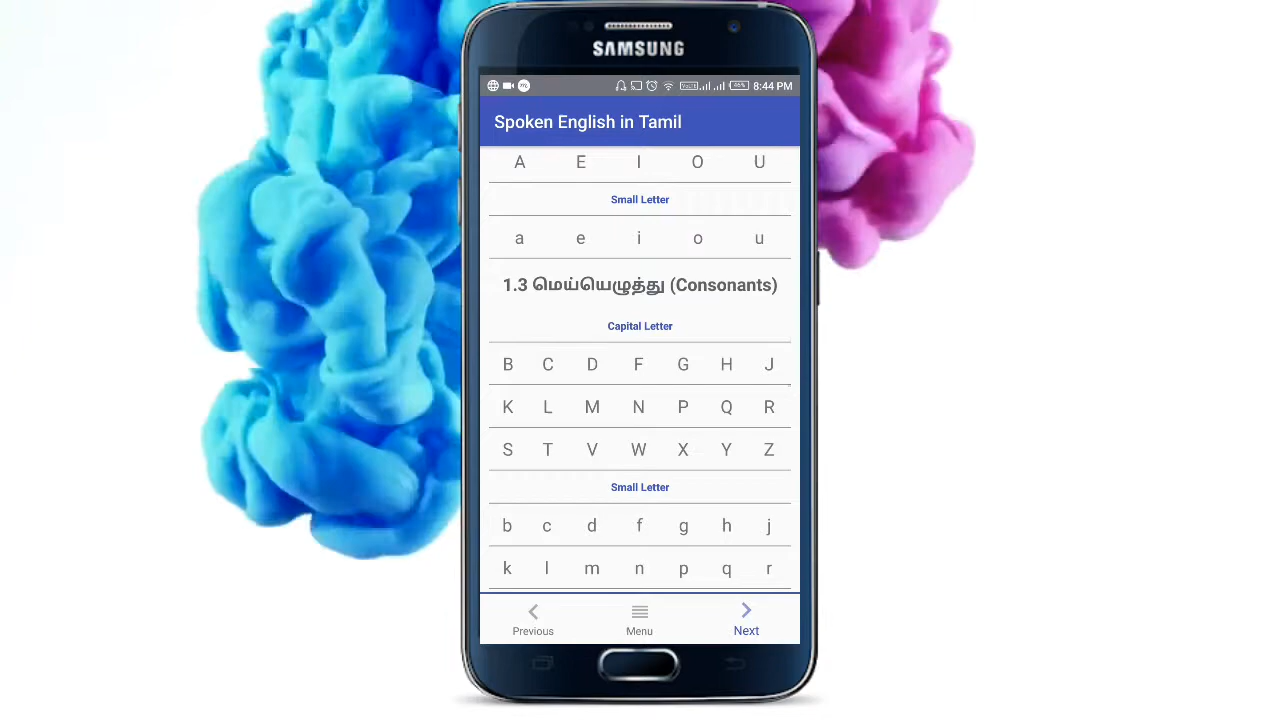 SAMSUNG
8:44 PM
Spoken English in Tamil
A E I O U
Small Letter
a e i o u
1.3 மெய்யெழுத்து (Consonants)
Capital Letter
B C D F G H J
K L M N P Q R
S T V W X Y Z
Small Letter
b c d f g h j
k l m n p q r
Previous Menu Next